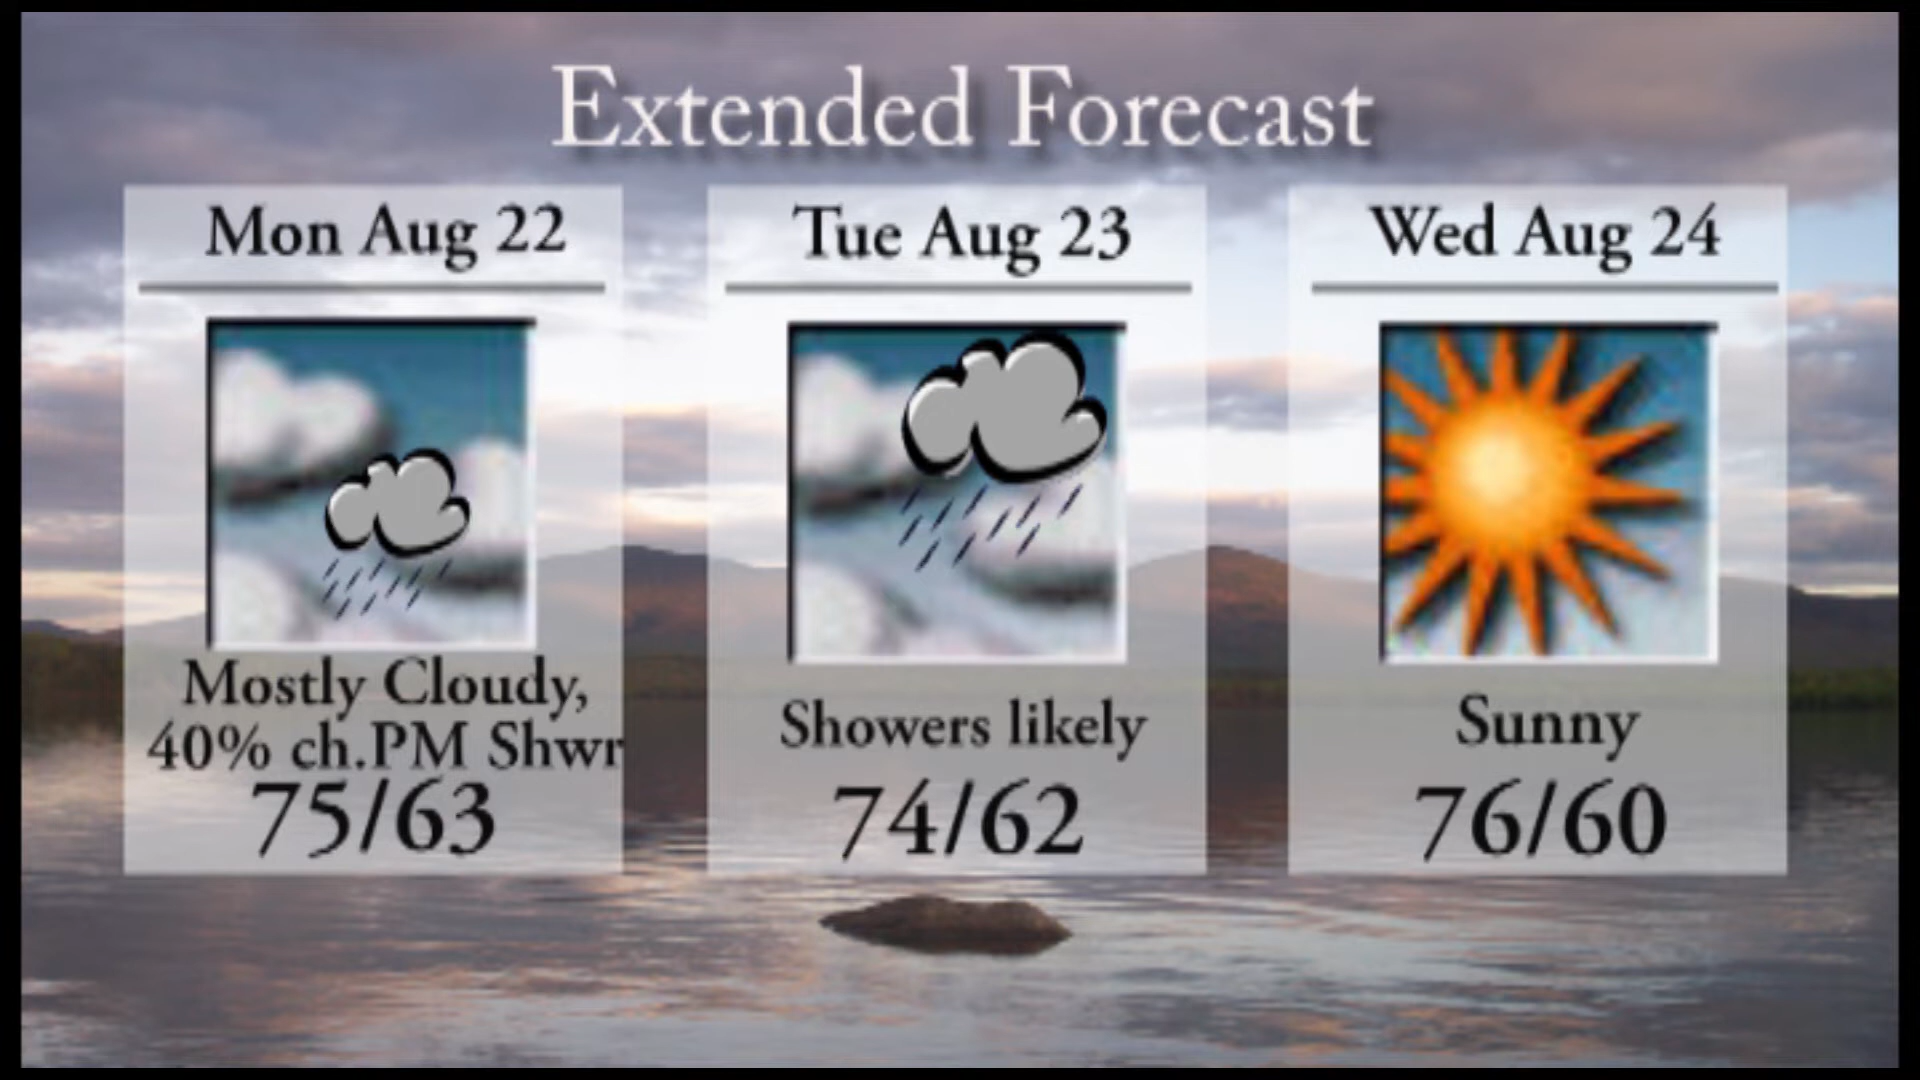 Extended Forecast
Mon Aug 22
Mostly Cloudy,
40% ch.PM Shwr
75/63
Tue Aug 23
Showers likely
74/62
Wed Aug 24
Sunny
76/60